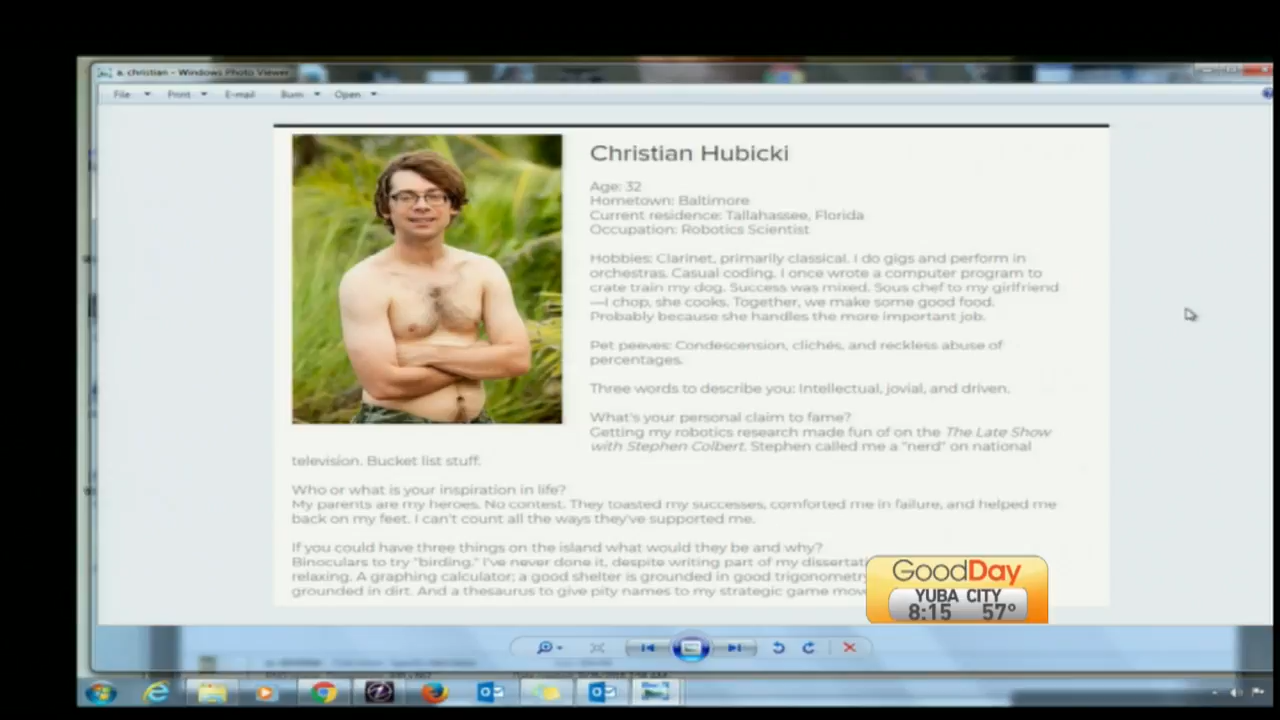 a. christian - Windows Photo Viewer
File Print E-mail Burn Open
Christian Hubicki
Age: 32
Hometown: Baltimore
Current residence: Tallahassee, Florida
Occupation: Robotics Scientist
Hobbies: Clarinet, primarily classical. I do gigs and perform in
orchestras. Casual coding. I once wrote a computer program to
crate train my dog. Success was mixed. Sous chef to my girlfriend
—I chop, she cooks. Together, we make some good food.
Probably because she handles the more important job.
Pet peeves: Condescension, clichés, and reckless abuse of
percentages.
Three words to describe you: Intellectual, jovial, and driven.
What's your personal claim to fame?
Getting my robotics research made fun of on the The Late Show
with Stephen Colbert. Stephen called me a "nerd" on national
television. Bucket list stuff.
Who or what is your inspiration in life?
My parents are my heroes. No contest. They toasted my successes, comforted me in failure, and helped me
back on my feet. I can't count all the ways they've supported me.
If you could have three things on the island what would they be and why?
Binoculars to try "birding." I've never done it, despite writing part of my dissertati
relaxing. A graphing calculator; a good shelter is grounded in good trigonometry
grounded in dirt. And a thesaurus to give pity names to my strategic game mov
GoodDay
YUBA CITY
8:15 57°